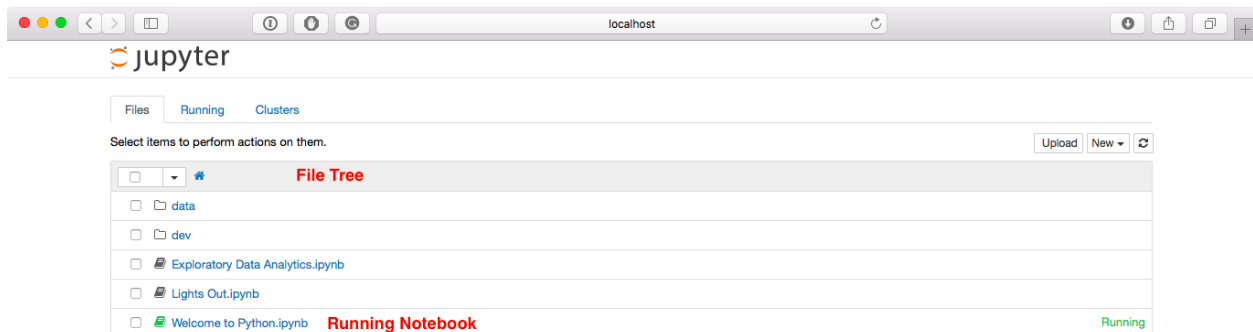 localhost
jupyter
Files Running Clusters
Select items to perform actions on them.
Upload New
File Tree
data
dev
Exploratory Data Analytics.ipynb
Lights Out.ipynb
Welcome to Python.ipynb Running Notebook Running